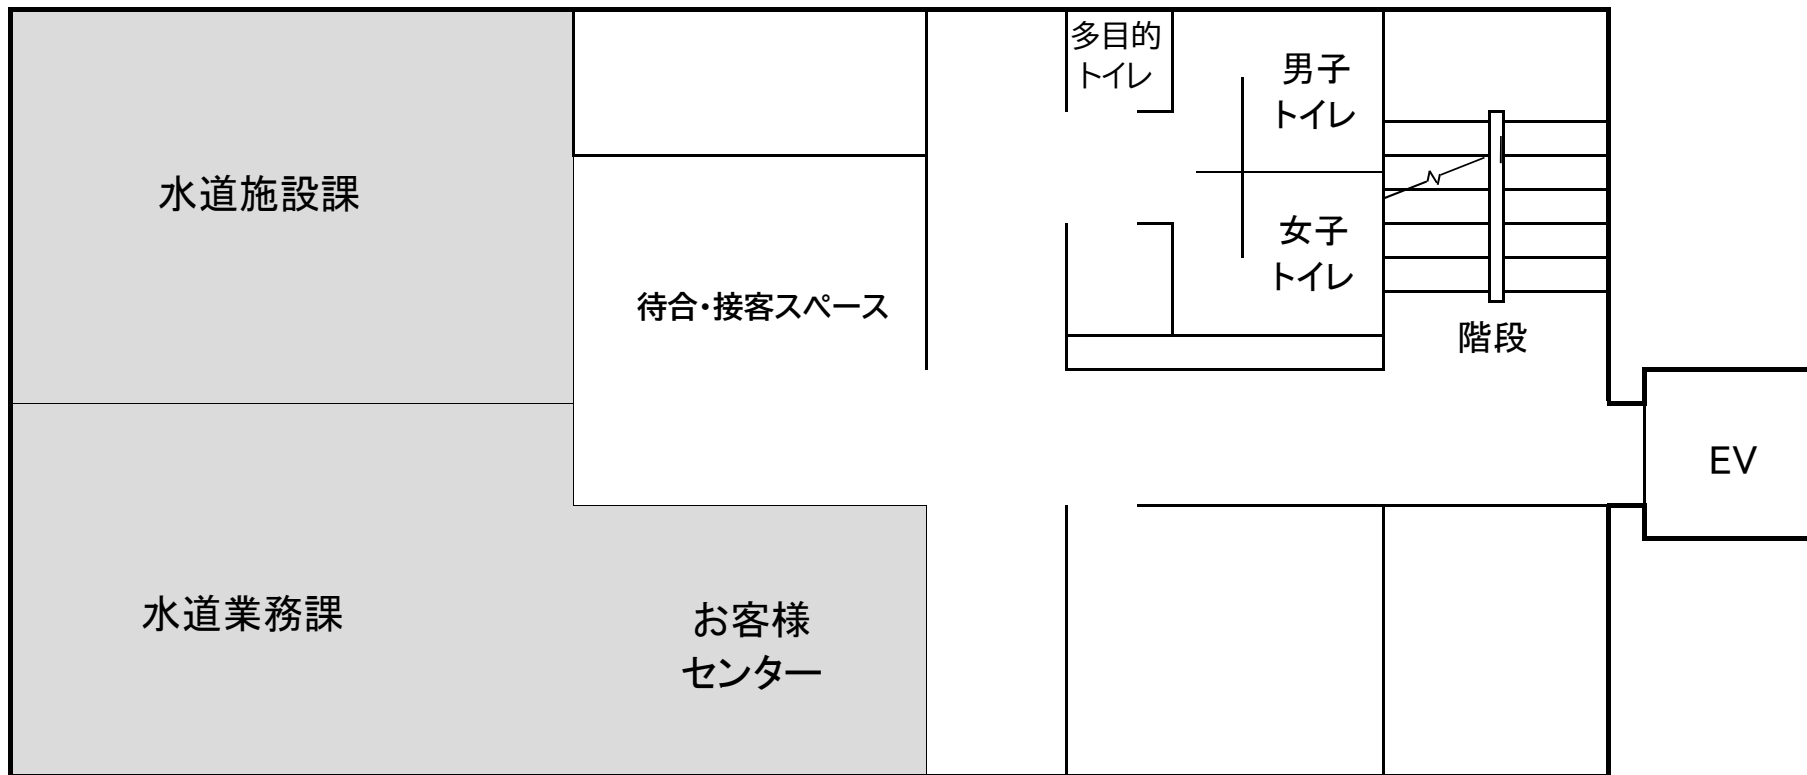 多目的
トイレ
男子
トイレ
水道施設課
女子
トイレ
待合・接客スペース
階段
EV
水道業務課
お客様
センター